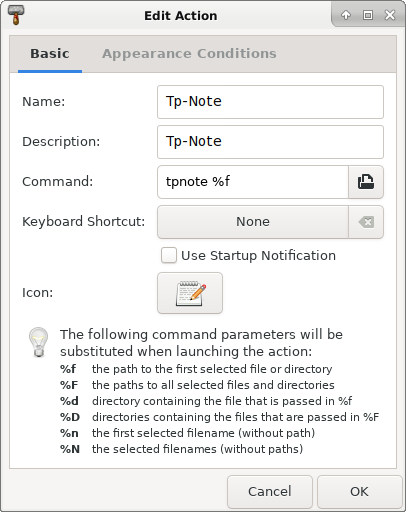 Edit Action
Basic Appearance Conditions
Name: Tp-Note
Description: Tp-Note
Command: tpnote %f
Keyboard Shortcut: None
Use Startup Notification
Icon:
The following command parameters will be
substituted when launching the action:
%f the path to the first selected file or directory
%F the paths to all selected files and directories
%d directory containing the file that is passed in %f
%D directories containing the files that are passed in %F
%n the first selected filename (without path)
%N the selected filenames (without paths)
Cancel OK